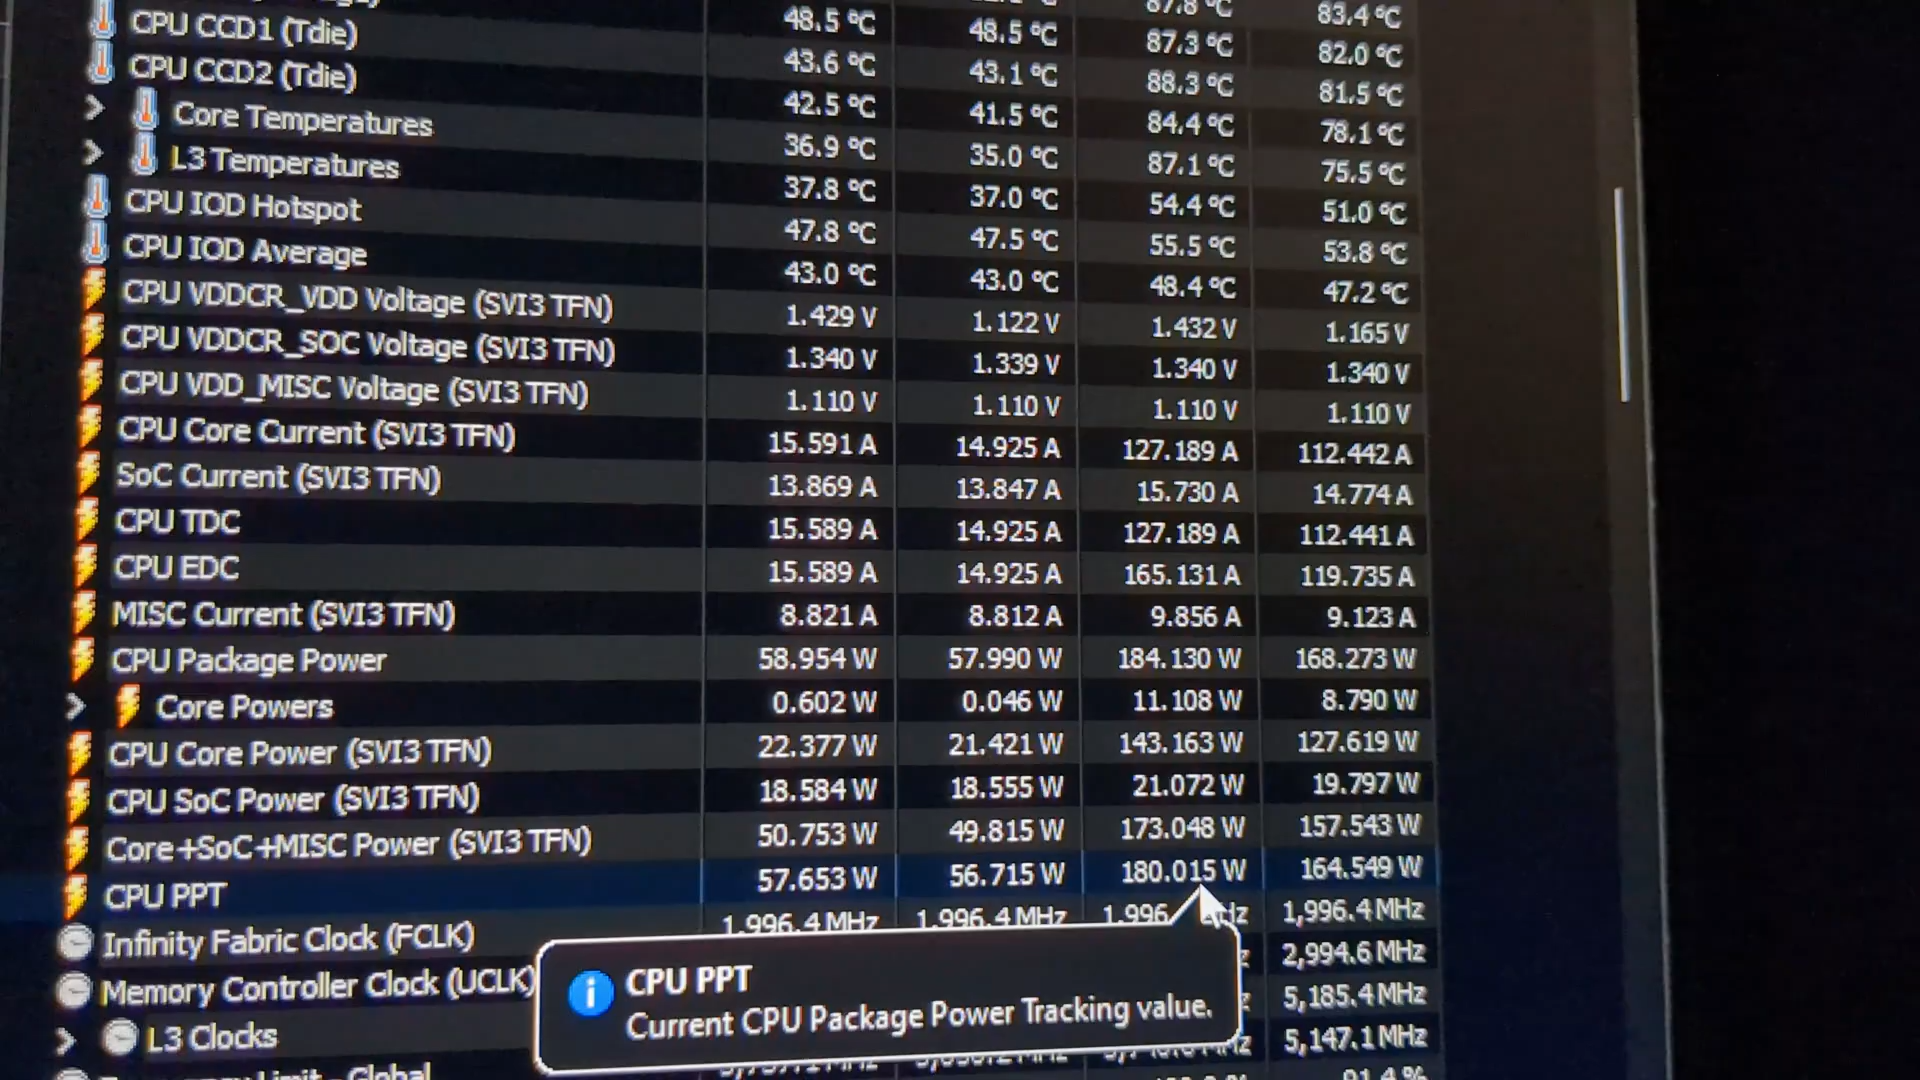 87.8 °C 83.4 °C
48.5 °C 48.5 °C 87.3 °C 82.0 °C
CPU CCD1 (Tdie) 43.6 °C 43.1 °C 88.3 °C 81.5 °C
CPU CCD2 (Tdie) 42.5 °C 41.5 °C 84.4 °C 78.1 °C
Core Temperatures 36.9 °C 35.0 °C 87.1 °C 75.5 °C
L3 Temperatures 37.8 °C 37.0 °C 54.4 °C 51.0 °C
CPU IOD Hotspot 47.8 °C 47.5 °C 55.5 °C 53.8 °C
CPU IOD Average 43.0 °C 43.0 °C 48.4 °C 47.2 °C
CPU VDDCR_VDD Voltage (SVI3 TFN) 1.429 V 1.122 V 1.432 V 1.165 V
CPU VDDCR_SOC Voltage (SVI3 TFN) 1.340 V 1.339 V 1.340 V 1.340 V
CPU VDD_MISC Voltage (SVI3 TFN) 1.110 V 1.110 V 1.110 V 1.110 V
CPU Core Current (SVI3 TFN) 15.591 A 14.925 A 127.189 A 112.442 A
SoC Current (SVI3 TFN) 13.869 A 13.847 A 15.730 A 14.774 A
CPU TDC 15.589 A 14.925 A 127.189 A 112.441 A
CPU EDC 15.589 A 14.925 A 165.131 A 119.735 A
MISC Current (SVI3 TFN) 8.821 A 8.812 A 9.856 A 9.123 A
CPU Package Power 58.954 W 57.990 W 184.130 W 168.273 W
Core Powers 0.602 W 0.046 W 11.108 W 8.790 W
CPU Core Power (SVI3 TFN) 22.377 W 21.421 W 143.163 W 127.619 W
CPU SoC Power (SVI3 TFN) 18.584 W 18.555 W 21.072 W 19.797 W
Core+SoC+MISC Power (SVI3 TFN) 50.753 W 49.815 W 173.048 W 157.543 W
CPU PPT 57.653 W 56.715 W 180.015 W 164.549 W
Infinity Fabric Clock (FCLK) 1,996.4 MHz 1,996.4 MHz 1,996 Hz 1,996.4 MHz
Memory Controller Clock (UCLK) 2,994.6 MHz
L3 Clocks 5,185.4 MHz
Limit - Global 5,147.1 MHz
CPU PPT
Current CPU Package Power Tracking value.